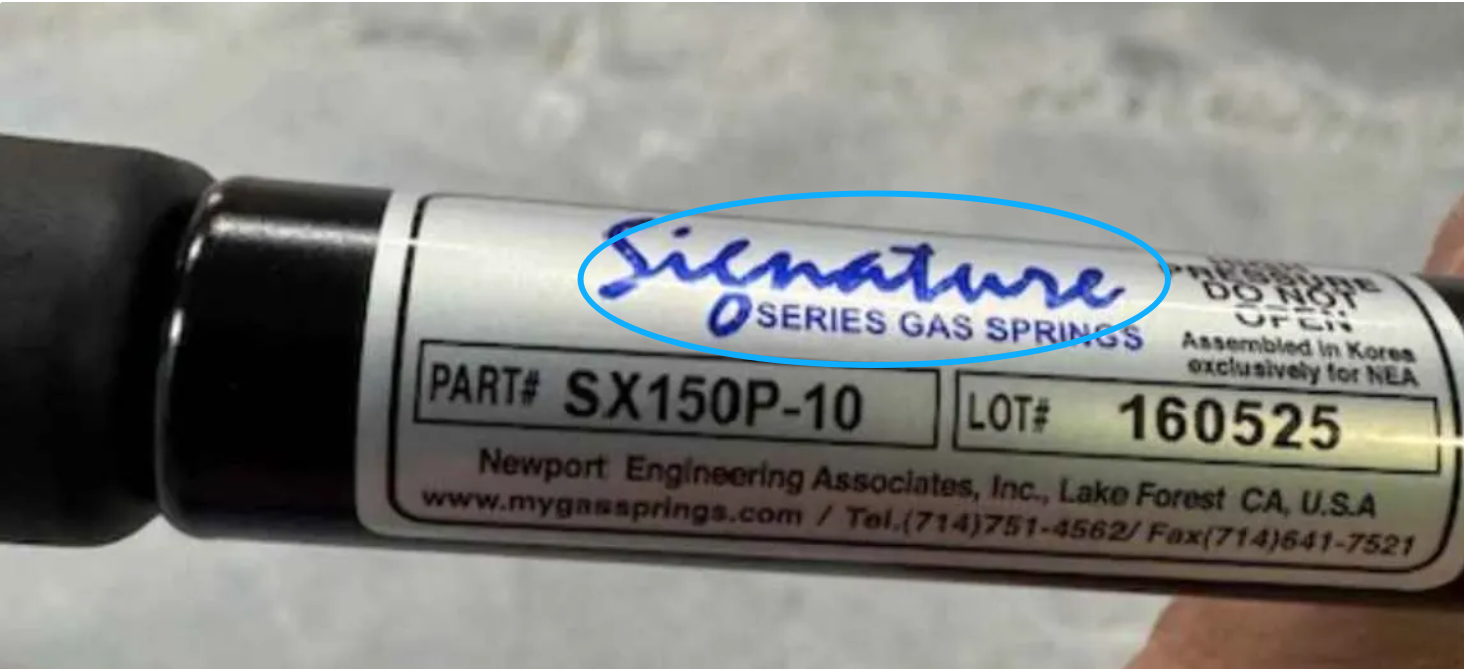 Signature
SERIES GAS SPRINGS
PRESSURE
DO NOT
OPEN
Assembled in Korea
exclusively for NEA
PART# SX150P-10
LOT# 160525
Newport Engineering Associates, Inc., Lake Forest CA, U.S.A
www.mygassprings.com / Tel.(714)751-4562/ Fax(714)641-7521